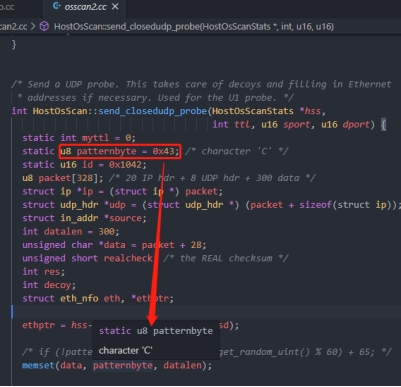 p.cc osscan2.cc X
n2.cc > HostOsScan::send_closedudp_probe(HostOsScanStats *, int, u16, u16)
}
/* Send a UDP probe. This takes care of decoys and filling in Ethernet
* addresses if necessary. Used for the U1 probe. */
int HostOsScan::send_closedudp_probe(HostOsScanStats *hss,
int ttl, u16 sport, u16 dport) {
static int myttl = 0;
static u8 patternbyte = 0x43; /* character 'C' */
static u16 id = 0x1042;
u8 packet[328]; /* 20 IP hdr + 8 UDP hdr + 300 data */
struct ip *ip = (struct ip *) packet;
struct udp_hdr *udp = (struct udp_hdr *) (packet + sizeof(struct ip));
struct in_addr *source;
int datalen = 300;
unsigned char *data = packet + 28;
unsigned short realcheck; /* the REAL checksum */
int res;
int decoy;
struct eth_nfo eth, *ethptr;
ethptr = hss- sd);
static u8 patternbyte
character 'C'
/* if (!patt get_random_uint() % 60) + 65; */
memset(data, patternbyte, datalen);